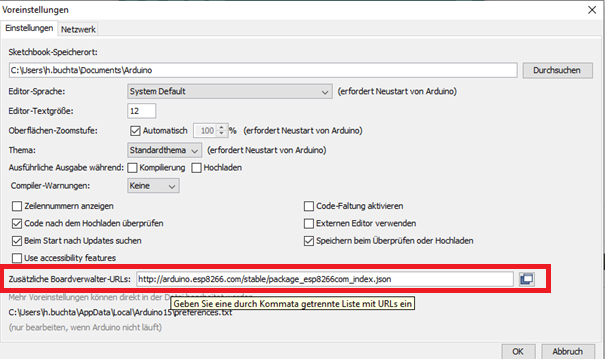 Voreinstellungen
Einstellungen Netzwerk
Sketchbook-Speicherort:
C:\Users\h.buchta\Documents\Arduino Durchsuchen
Editor-Sprache: System Default (erfordert Neustart von Arduino)
Editor-Textgröße: 12
Oberflächen-Zoomstufe: Automatisch 100 % (erfordert Neustart von Arduino)
Thema: Standardthema (erfordert Neustart von Arduino)
Ausführliche Ausgabe während: Kompilierung Hochladen
Compiler-Warnungen: Keine
Zeilennummern anzeigen Code-Faltung aktivieren
Code nach dem Hochladen überprüfen Externen Editor verwenden
Beim Start nach Updates suchen Speichern beim Überprüfen oder Hochladen
Use accessibility features
Zusätzliche Boardverwalter-URLs: http://arduino.esp8266.com/stable/package_esp8266com_index.json
Mehr Voreinstellungen können direkt in der Datei bearbeitet werden
Geben Sie eine durch Kommata getrennte Liste mit URLs ein
C:\Users\h.buchta\AppData\Local\Arduino15\preferences.txt
(nur bearbeiten, wenn Arduino nicht läuft)
OK Abbruch